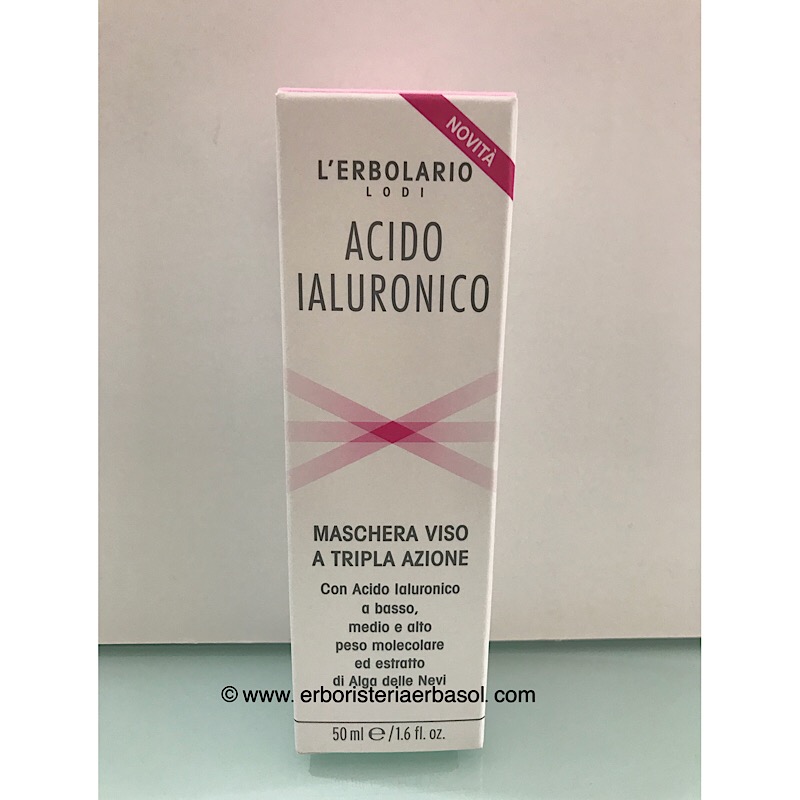 NOVITÀ
L'ERBOLARIO
LODI
ACIDO
IALURONICO
MASCHERA VISO
A TRIPLA AZIONE
Con Acido Ialuronico
a basso,
medio e alto
peso molecolare
ed estratto
di Alga delle Nevi
© www. erboristeriaerbasol. com
50 ml ℮/1.6 fl. oz.